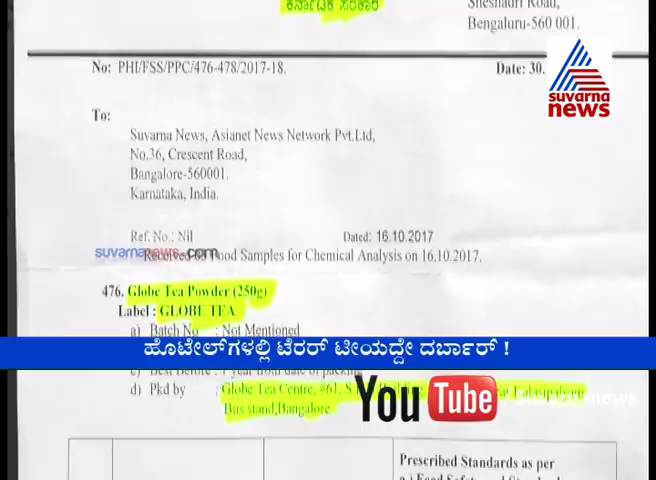 ಕರ್ನಾಟಕ ಸರಕಾರ
Sheshadri Road,
Bengaluru-560 001.
No: PHI/FSS/PPC/476-478/2017-18.
Date: 30.
suvarna
news
To:
Suvarna News, Asianet News Network Pvt.Ltd,
No.36, Crescent Road,
Bangalore-560001.
Karnataka, India.
Ref. No.: Nil
Dated: 16.10.2017
suvarnanews.com
Food Samples for Chemical Analysis on 16.10.2017.
476. Globe Tea Powder (250g)
Label : GLOBE TEA
a) Batch No : Not Mentioned
ಹೊಟೇಲ್‌ಗಳಲ್ಲಿ ಟೆರರ್ ಟೀಯದ್ದೇ ದರ್ಬಾರ್ !
c) Best Before : 1 year from date of packing
d) Pkd by : Globe Tea Centre, #61,
YouTube /Suvarnanews
Bus stand,Bangalore
Prescribed Standards as per